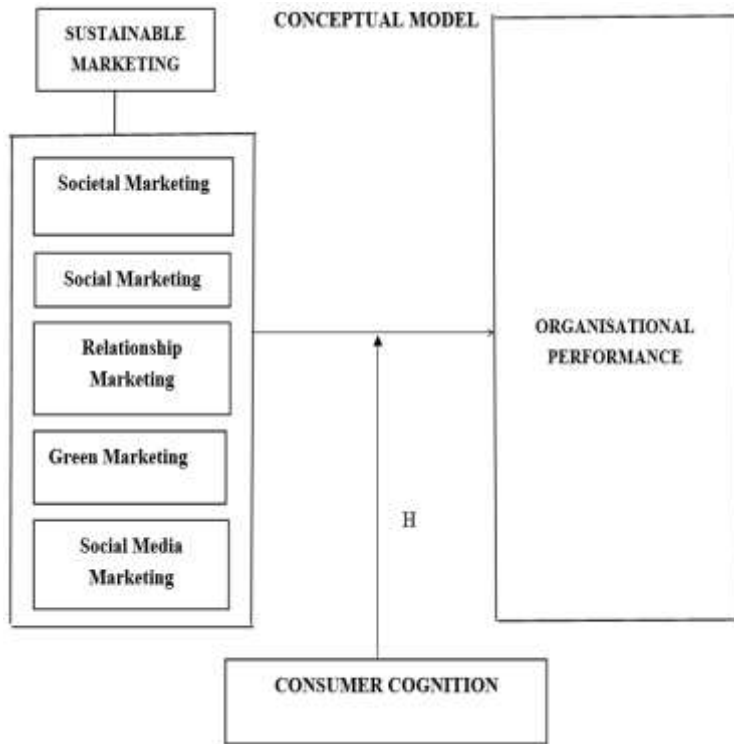 CONCEPTUAL MODEL
SUSTAINABLE
MARKETING
Societal Marketing
Social Marketing
Relationship
Marketing
Green Marketing
Social Media
Marketing
ORGANISATIONAL
PERFORMANCE
H
CONSUMER COGNITION